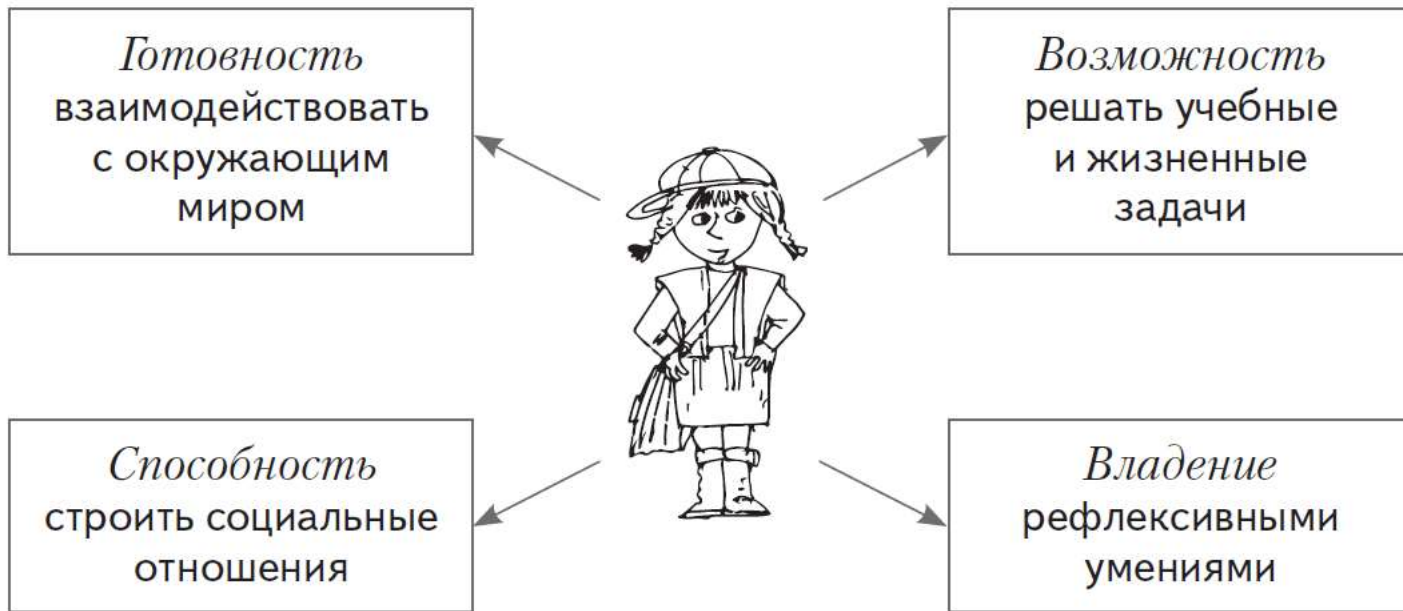 Готовность
взаимодействовать
с окружающим
миром
Возможность
решать учебные
и жизненные
задачи
Способность
строить социальные
отношения
Владение
рефлексивными
умениями